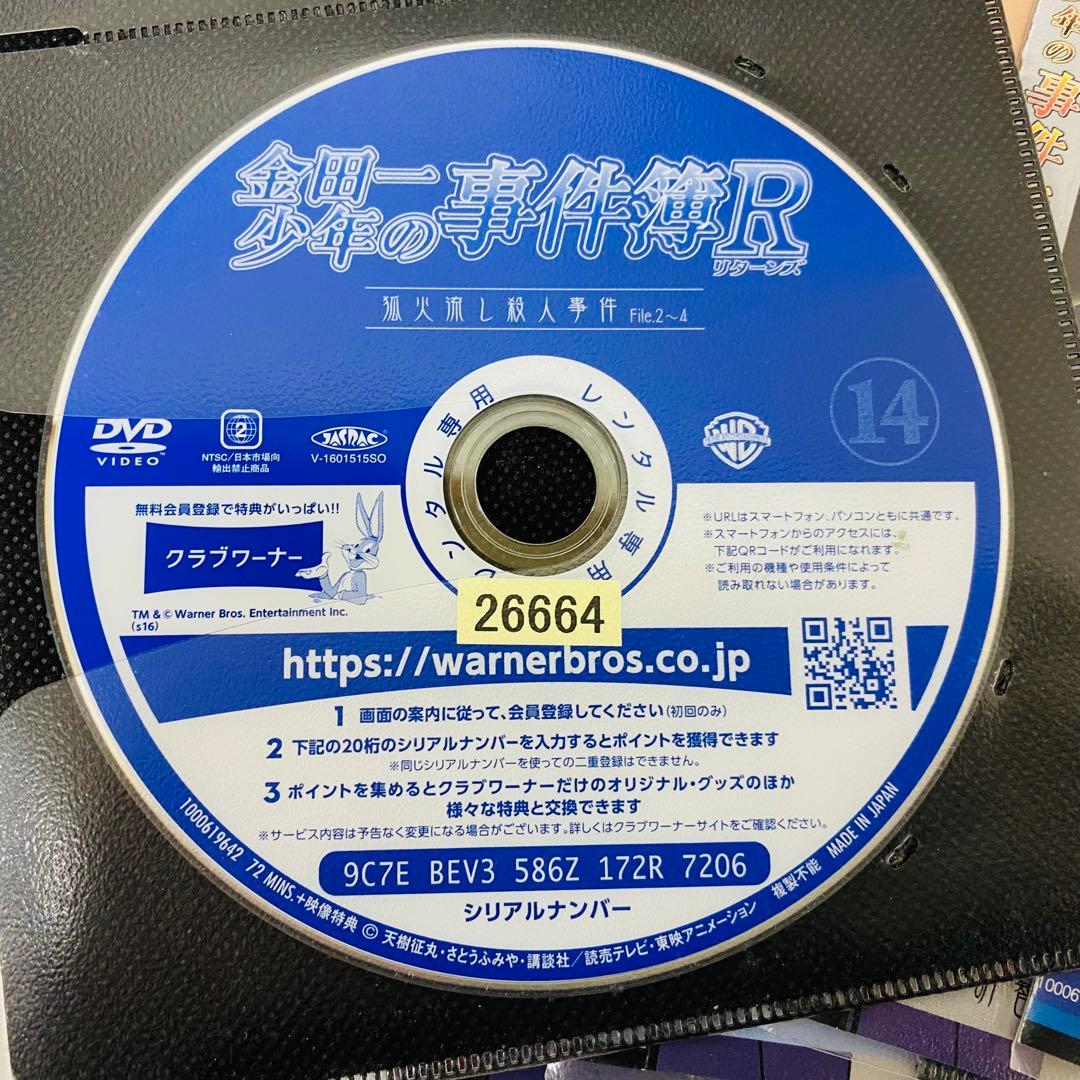 金田一
少年の
事件簿R
リターンズ
狐火流し殺人事件 File.2〜4
14
DVD
VIDEO™
2
NTSC/日本市場向
輸出禁止商品
JASRAC
V-1601515SO
レンタル専用
レンタル専用
WB
無料会員登録で特典がいっぱい!!
クラブワーナー
TM & © Warner Bros. Entertainment Inc.
(s16)
※URLはスマートフォン、パソコンともに共通です。
※スマートフォンからのアクセスには、
下記QRコードがご利用になれます。
※ご利用の機種や使用条件によって
読み取れない場合があります。
26664
https://warnerbros.co.jp
1 画面の案内に従って、会員登録してください(初回のみ)
2 下記の20桁のシリアルナンバーを入力するとポイントを獲得できます
※同じシリアルナンバーを使っての二重登録はできません。
3 ポイントを集めるとクラブワーナーだけのオリジナル・グッズのほか
様々な特典と交換できます
※サービス内容は予告なく変更になる場合がございます。詳しくはクラブワーナーサイトをご確認ください。
9C7E BEV3 586Z 172R 7206
シリアルナンバー
1000619642 72 MINS.+映像特典 © 天樹征丸・さとうふみや・講談社/読売テレビ・東映アニメーション 複製不能 MADE IN JAPAN
年の
事件
10006